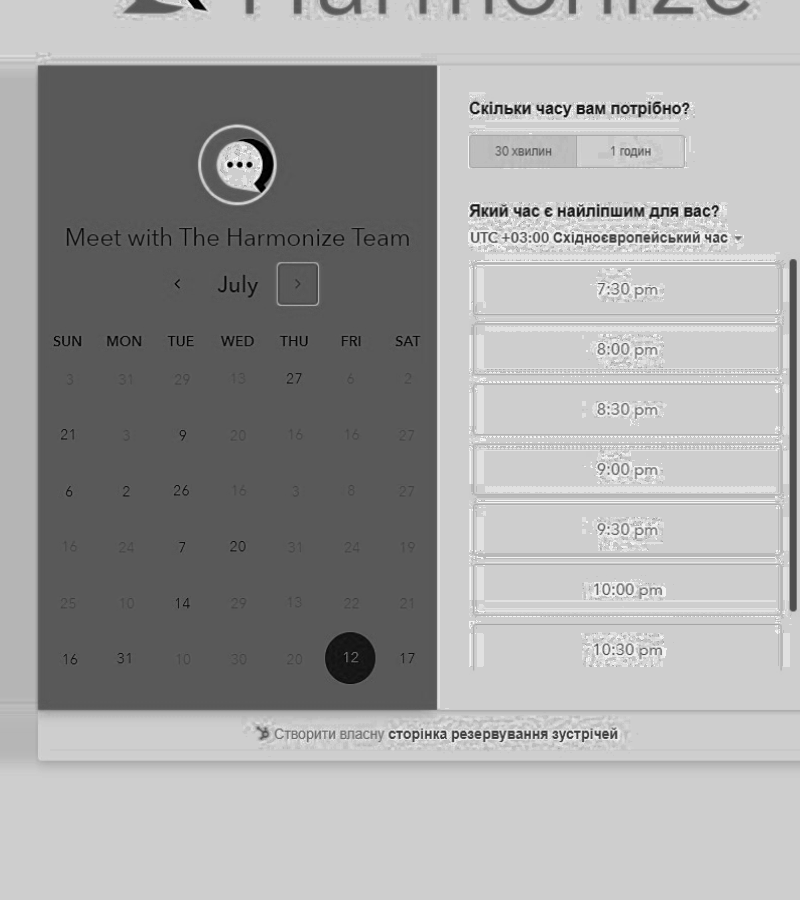 Harmonize
Meet with The Harmonize Team
July
SUN MON TUE WED THU FRI SAT
3 31 29 13 27 6 2
21 3 9 20 16 16 27
6 2 26 16 3 8 27
16 24 7 20 31 24 19
25 10 14 29 13 22 21
16 31 10 30 20 12 17
Скільки часу вам потрібно?
30 хвилин 1 годин
Який час є найліпшим для вас?
UTC +03:00 Східноєвропейський час
7:30 pm
8:00 pm
8:30 pm
9:00 pm
9:30 pm
10:00 pm
10:30 pm
Створити власну сторінка резервування зустрічей